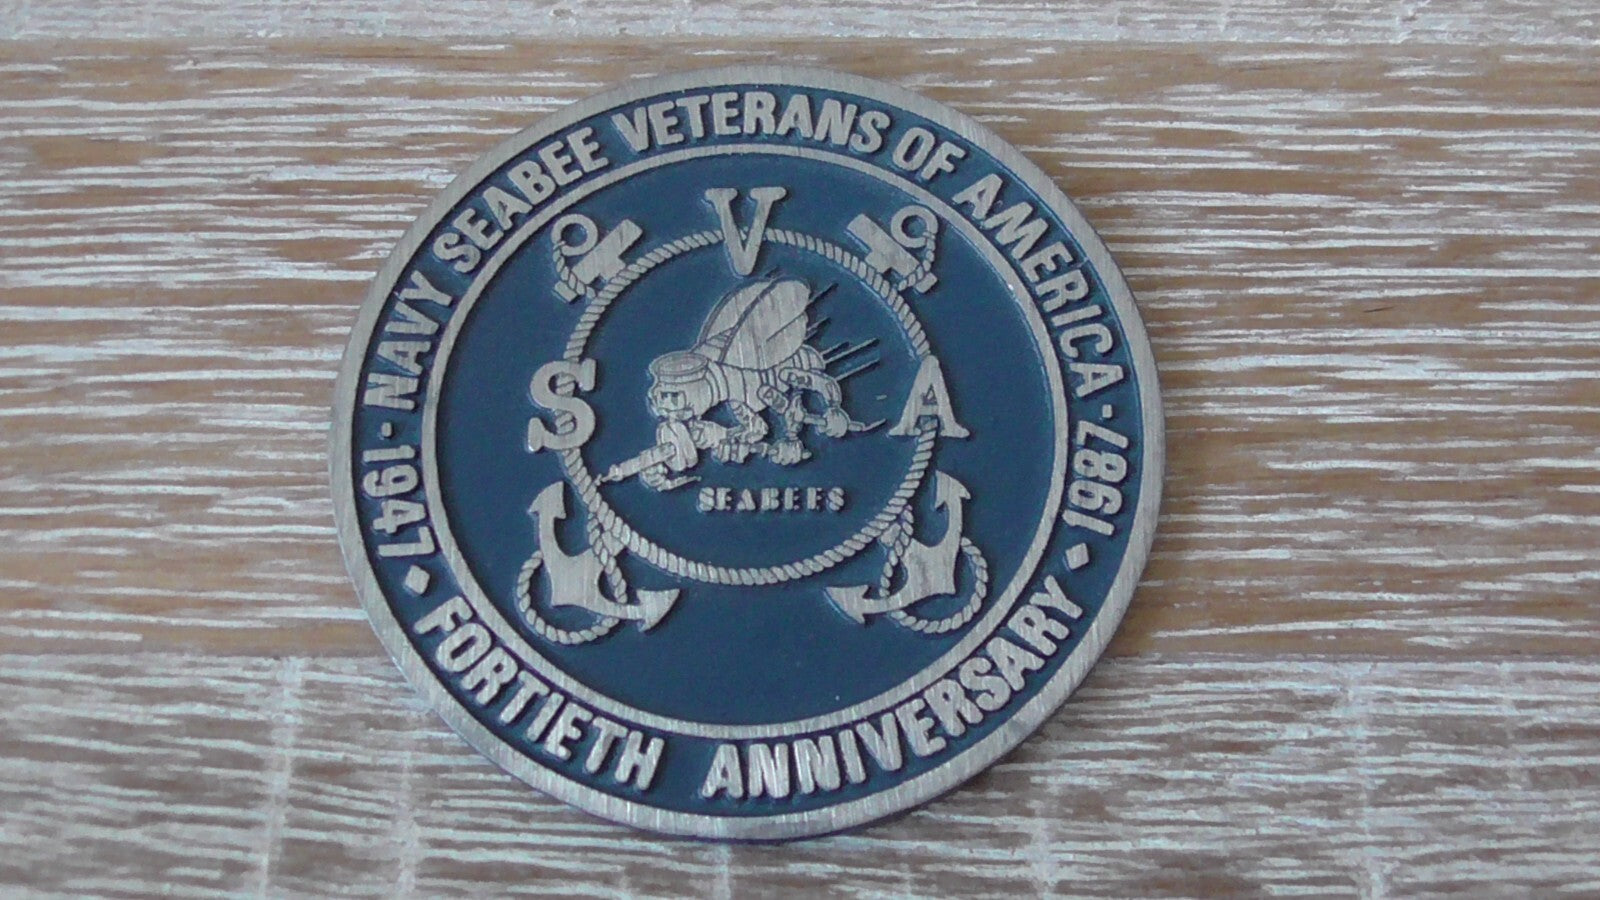 · NAVY SEABEE VETERANS OF AMERICA ·
1947 ♦ FORTIETH ANNIVERSARY ♦ 1987
V
S A
SEABEES